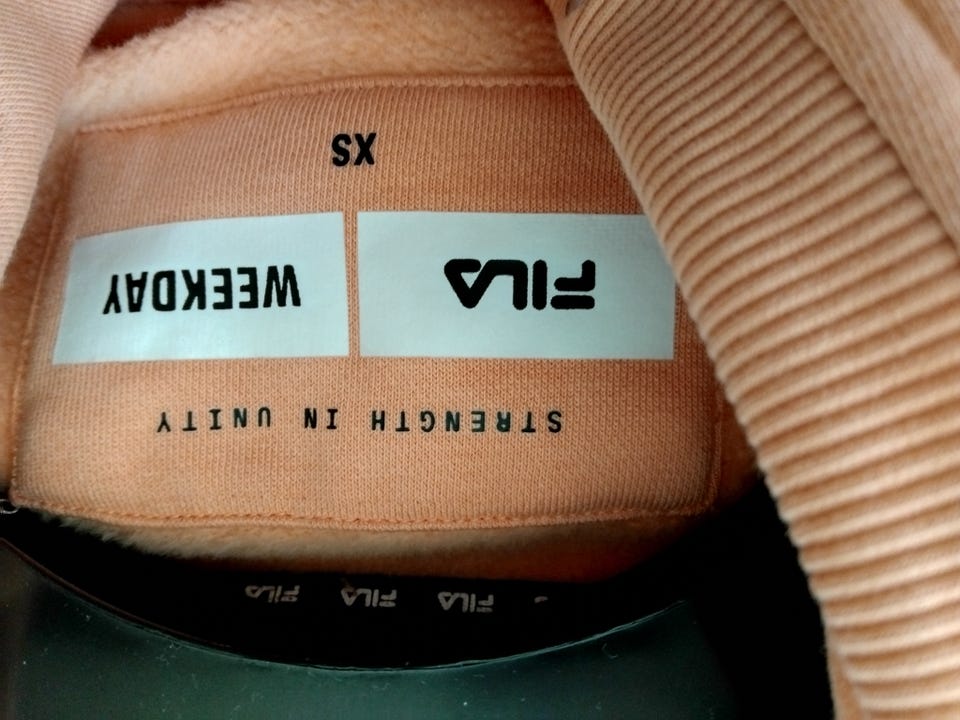 FILA FILA FILA
STRENGTH IN UNITY
FILA WEEKDAY
XS